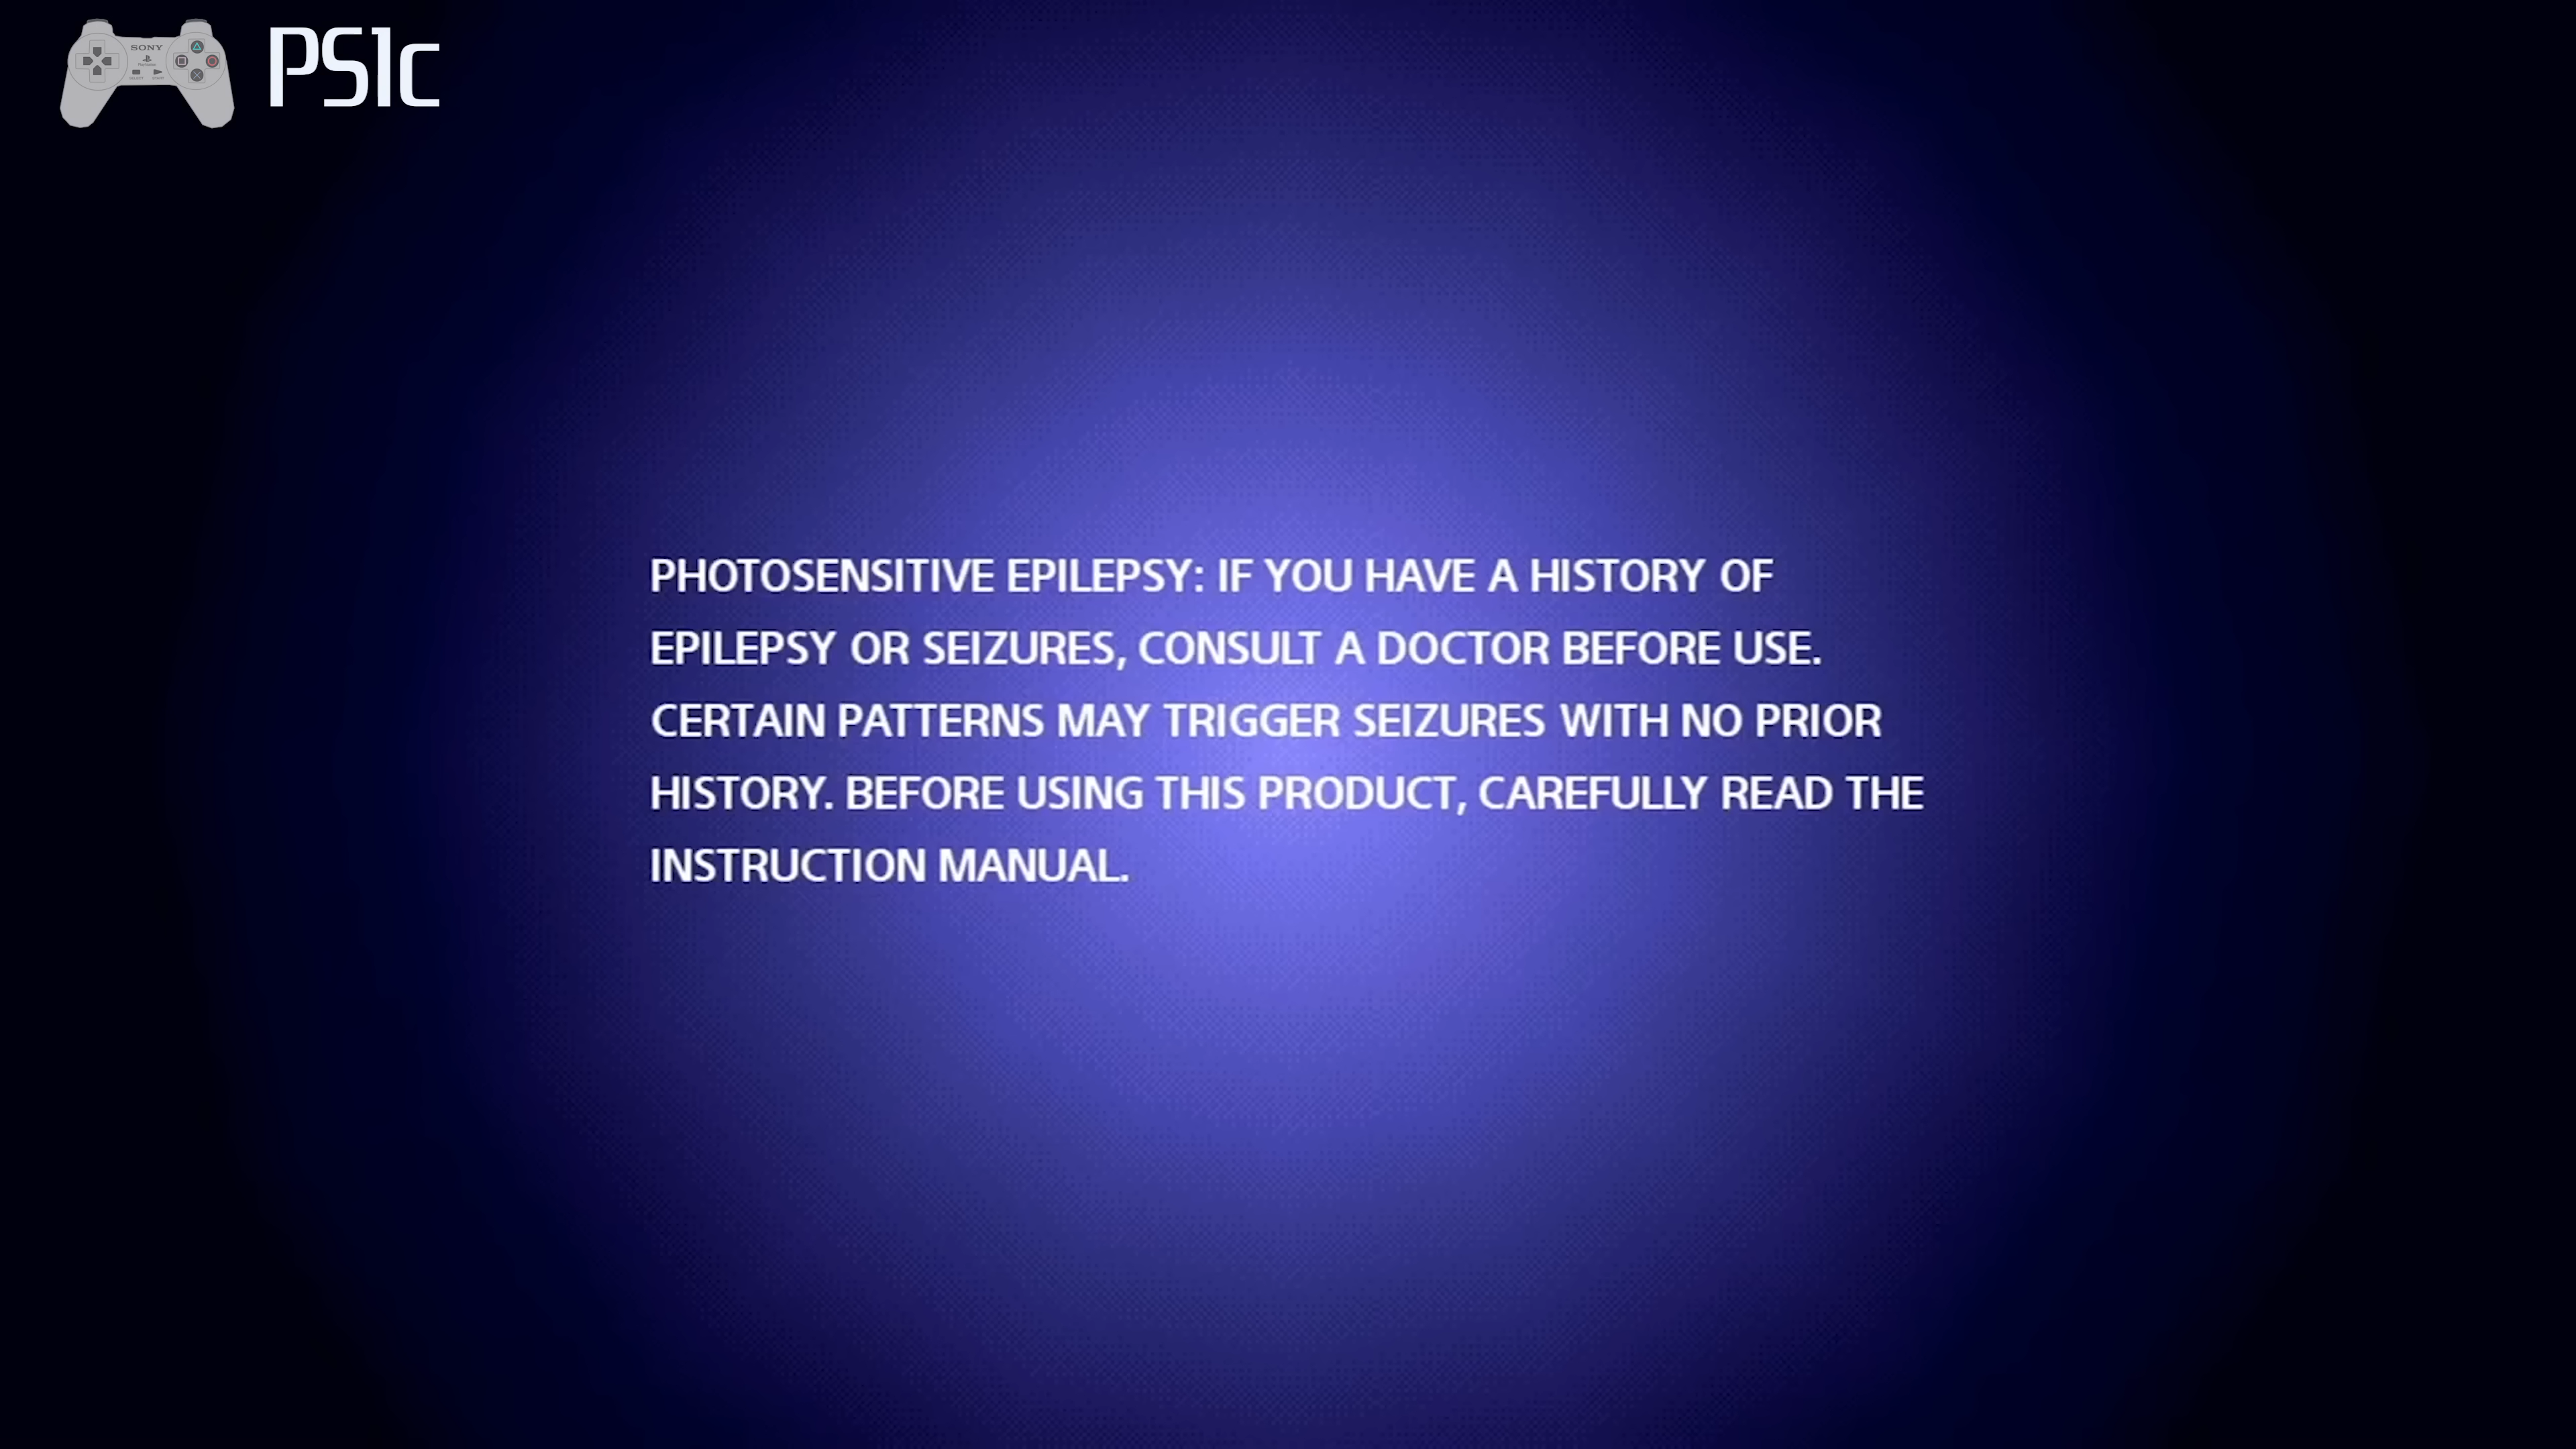 SONY
PS1c
PHOTOSENSITIVE EPILEPSY: IF YOU HAVE A HISTORY OF
EPILEPSY OR SEIZURES, CONSULT A DOCTOR BEFORE USE.
CERTAIN PATTERNS MAY TRIGGER SEIZURES WITH NO PRIOR
HISTORY. BEFORE USING THIS PRODUCT, CAREFULLY READ THE
INSTRUCTION MANUAL.